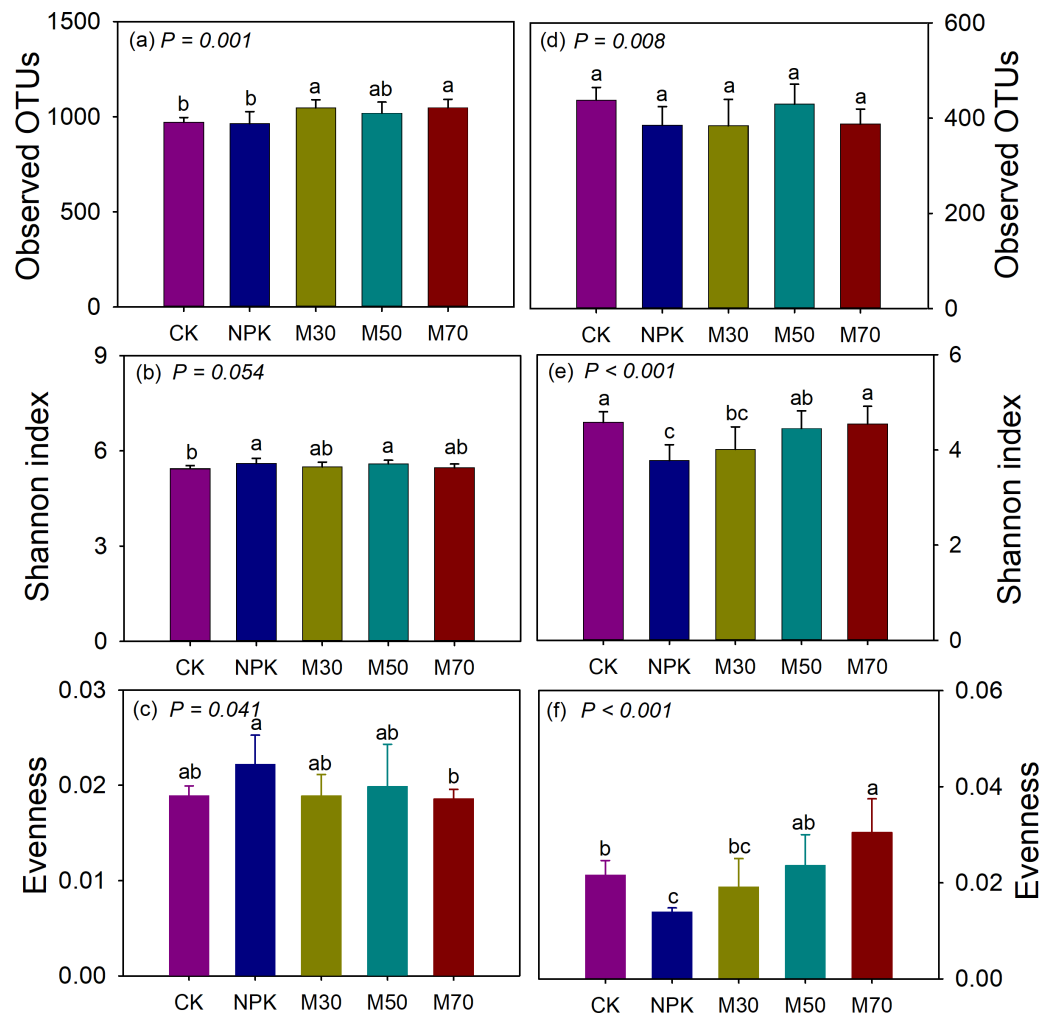 (a) P = 0.001
Observed OTUs
1500
1000
500
0
b b a ab a
CK NPK M30 M50 M70
(d) P = 0.008
Observed OTUs
600
400
200
0
a a a a a
CK NPK M30 M50 M70
(b) P = 0.054
Shannon index
9
6
3
0
b a ab a ab
CK NPK M30 M50 M70
(e) P < 0.001
Shannon index
6
4
2
0
a c bc ab a
CK NPK M30 M50 M70
(c) P = 0.041
Evenness
0.03
0.02
0.01
0.00
ab a ab ab b
CK NPK M30 M50 M70
(f) P < 0.001
Evenness
0.06
0.04
0.02
0.00
b c bc ab a
CK NPK M30 M50 M70